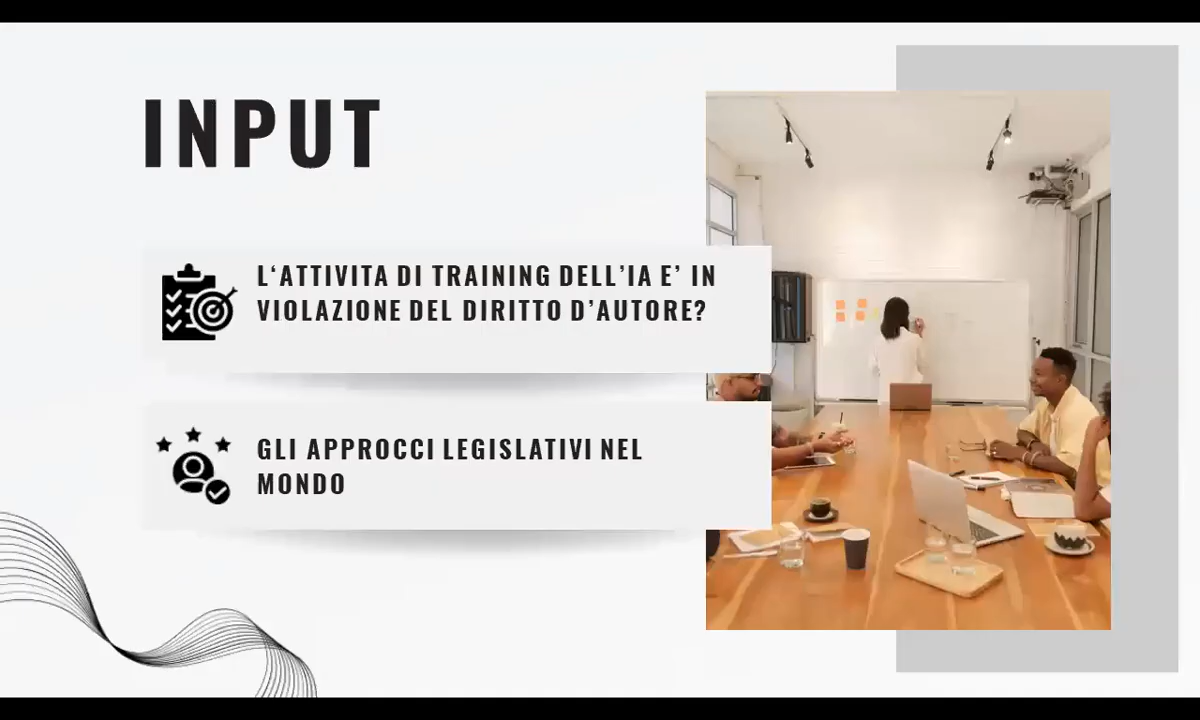 INPUT
L‘ATTIVITA DI TRAINING DELL’IA E’ IN
VIOLAZIONE DEL DIRITTO D’AUTORE?
GLI APPROCCI LEGISLATIVI NEL
MONDO